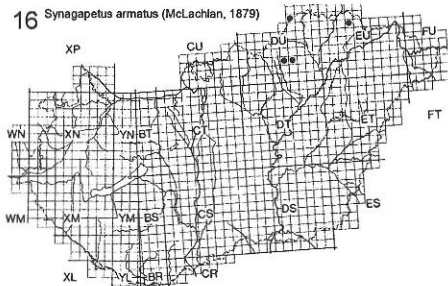 16 Synagapetus armatus (McLachlan, 1879)
XP CU DU EU FU
WN XN YN BT CT DT ET FT
WM XM YM BS CS DS ES
XL YL BR CR